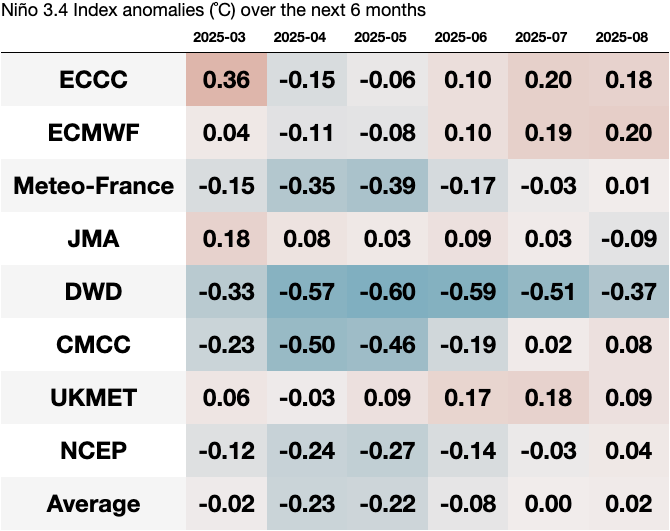 Niño 3.4 Index anomalies (˚C) over the next 6 months
2025-03 2025-04 2025-05 2025-06 2025-07 2025-08
ECCC 0.36 -0.15 -0.06 0.10 0.20 0.18
ECMWF 0.04 -0.11 -0.08 0.10 0.19 0.20
Meteo-France -0.15 -0.35 -0.39 -0.17 -0.03 0.01
JMA 0.18 0.08 0.03 0.09 0.03 -0.09
DWD -0.33 -0.57 -0.60 -0.59 -0.51 -0.37
CMCC -0.23 -0.50 -0.46 -0.19 0.02 0.08
UKMET 0.06 -0.03 0.09 0.17 0.18 0.09
NCEP -0.12 -0.24 -0.27 -0.14 -0.03 0.04
Average -0.02 -0.23 -0.22 -0.08 0.00 0.02